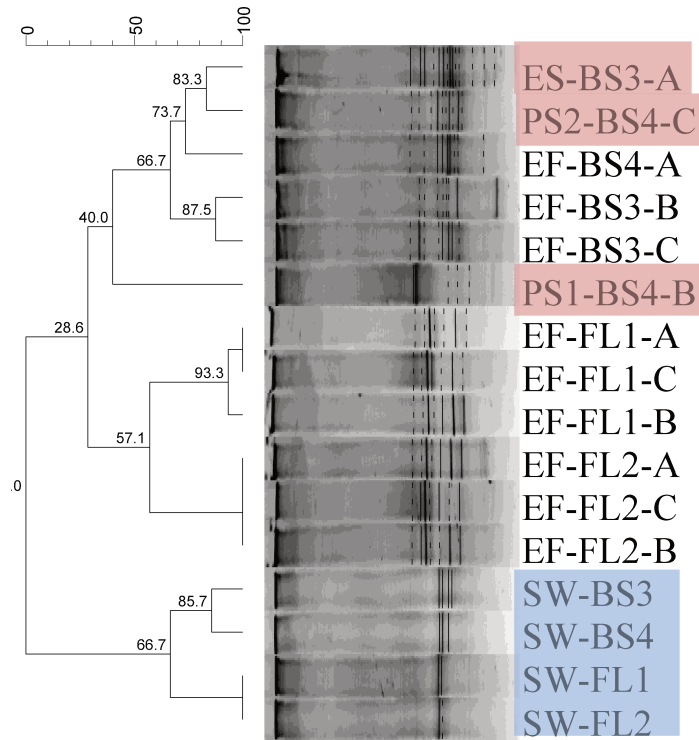 0 50 100
83.3 ES-BS3-A
73.7 PS2-BS4-C
66.7 EF-BS4-A
87.5 EF-BS3-B
40.0 EF-BS3-C
PS1-BS4-B
28.6 EF-FL1-A
93.3 EF-FL1-C
EF-FL1-B
57.1 EF-FL2-A
.0 EF-FL2-C
EF-FL2-B
85.7 SW-BS3
66.7 SW-BS4
SW-FL1
SW-FL2